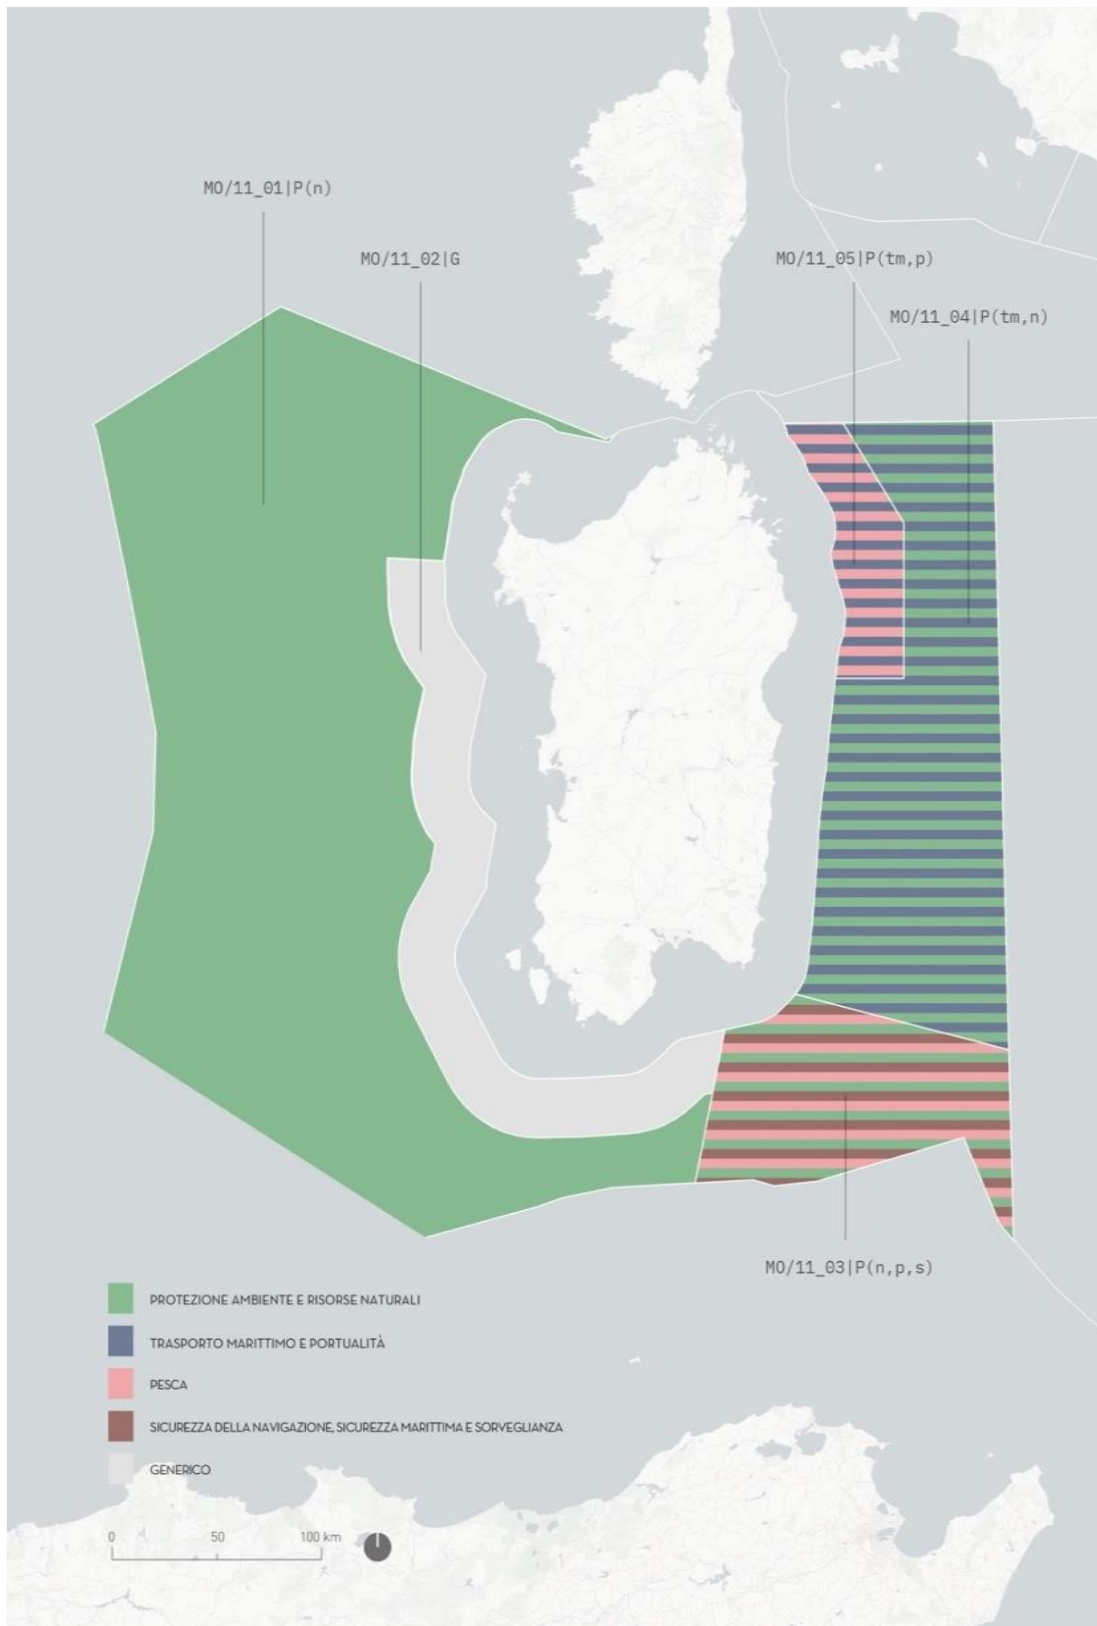 MO/11_01|P(n)
MO/11_02|G
MO/11_05|P(tm,p)
MO/11_04|P(tm,n)
MO/11_03|P(n,p,s)
PROTEZIONE AMBIENTE E RISORSE NATURALI
TRASPORTO MARITTIMO E PORTUALITÀ
PESCA
SICUREZZA DELLA NAVIGAZIONE, SICUREZZA MARITTIMA E SORVEGLIANZA
GENERICO
0 50 100 km